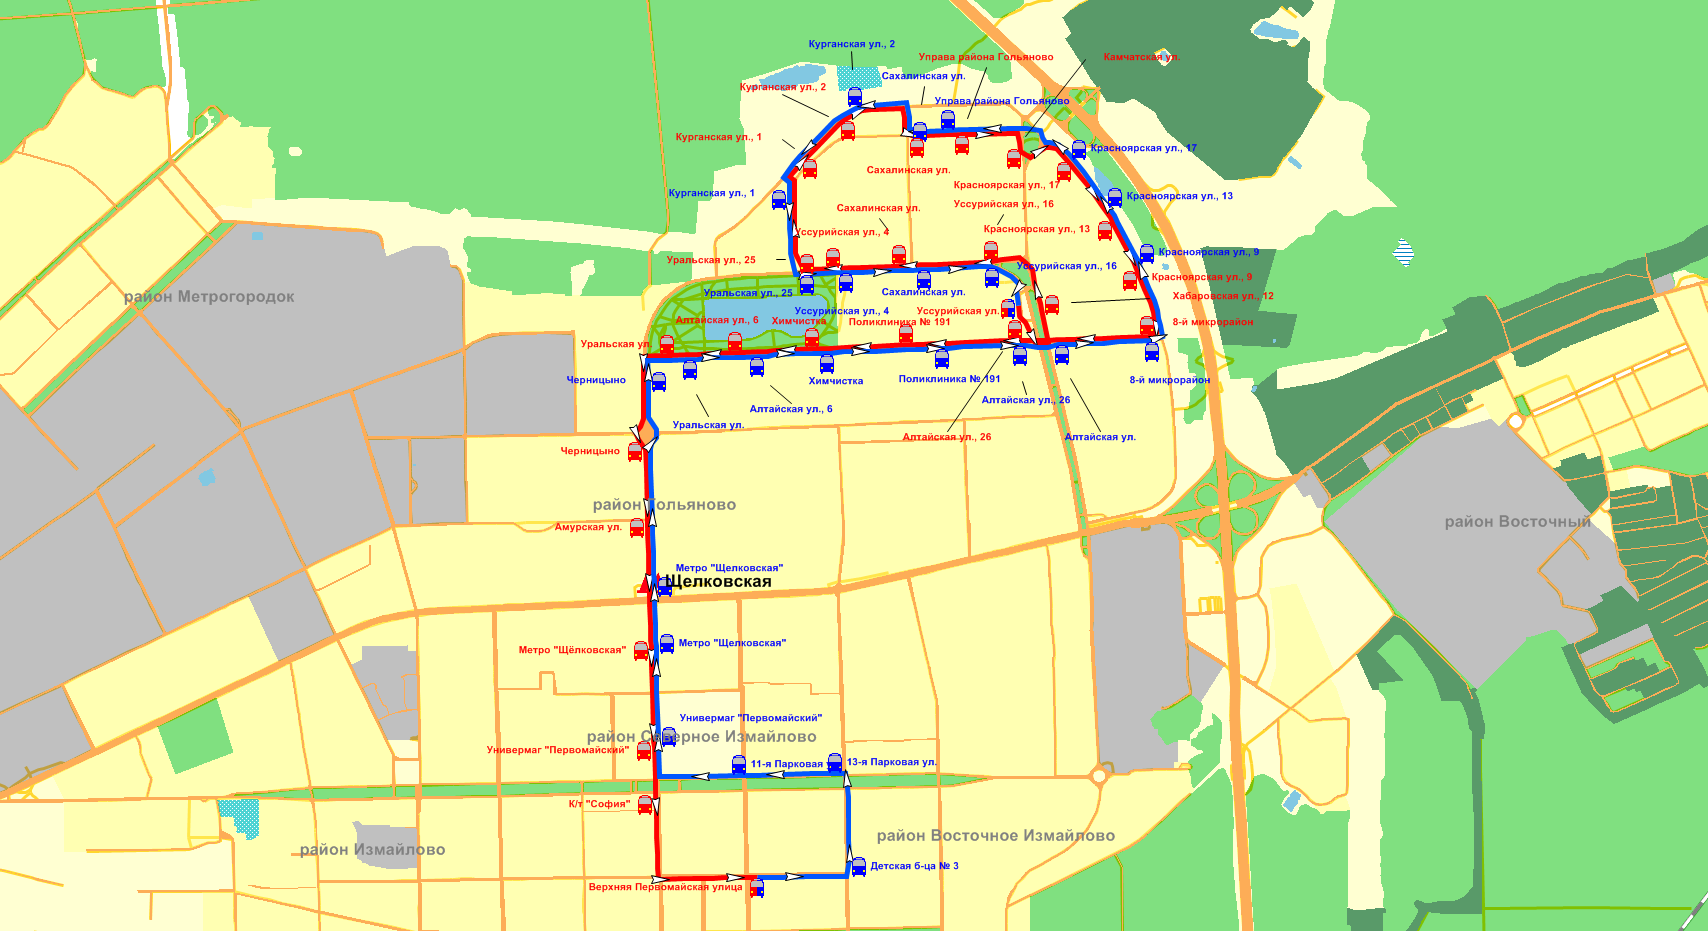 Курганская ул., 2
Управа района Гольяново
Камчатская ул.
Сахалинская ул.
Курганская ул., 2
Управа района Гольяново
Курганская ул., 1
Красноярская ул., 17
Сахалинская ул.
Красноярская ул., 17
Курганская ул., 1
Красноярская ул., 13
Сахалинская ул.
Уссурийская ул., 16
Уссурийская ул., 4
Красноярская ул., 13
Уральская ул., 25
Красноярская ул., 9
Уссурийская ул., 16
Красноярская ул., 9
Уральская ул., 25
Сахалинская ул.
район Метрогородок
Хабаровская ул., 12
Уссурийская ул., 4
Уссурийская ул.
Алтайская ул., 6
Химчистка
Поликлиника № 191
8-й микрорайон
Уральская ул.
Черницыно
Химчистка
Поликлиника № 191
8-й микрорайон
Алтайская ул., 26
Алтайская ул., 6
Уральская ул.
Алтайская ул., 26
Алтайская ул.
Черницыно
район Гольяново
Амурская ул.
район Восточный
Метро "Щелковская"
Щелковская
Метро "Щёлковская"
Метро "Щелковская"
Универмаг "Первомайский"
район Северное Измайлово
Универмаг "Первомайский"
11-я Парковая
13-я Парковая ул.
К/т "София"
район Восточное Измайлово
район Измайлово
Детская б-ца № 3
Верхняя Первомайская улица